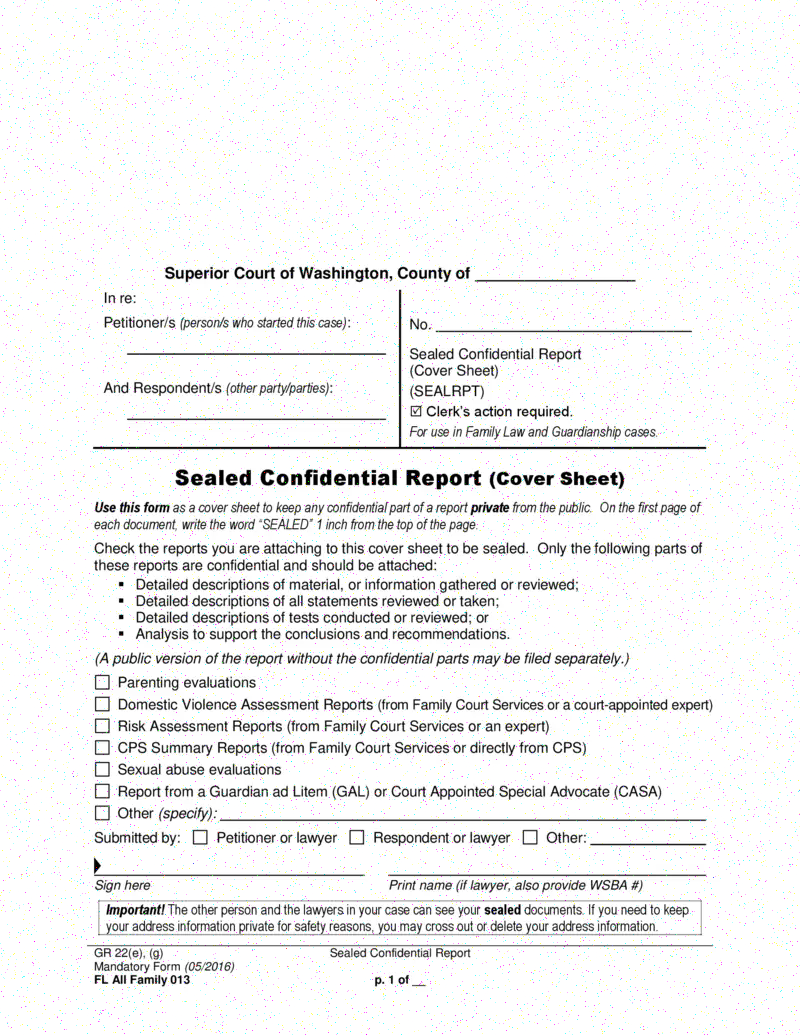 Superior Court of Washington, County of ____________________
In re:
Petitioner/s (person/s who started this case):
And Respondent/s (other party/parties):
No. ________________________________
Sealed Confidential Report
(Cover Sheet)
(SEALRPT)
☑ Clerk's action required.
For use in Family Law and Guardianship cases.
Sealed Confidential Report (Cover Sheet)
Use this form as a cover sheet to keep any confidential part of a report private from the public. On the first page of
each document, write the word “SEALED” 1 inch from the top of the page.
Check the reports you are attaching to this cover sheet to be sealed. Only the following parts of
these reports are confidential and should be attached:
▪ Detailed descriptions of material, or information gathered or reviewed;
▪ Detailed descriptions of all statements reviewed or taken;
▪ Detailed descriptions of tests conducted or reviewed; or
▪ Analysis to support the conclusions and recommendations.
(A public version of the report without the confidential parts may be filed separately.)
☐ Parenting evaluations
☐ Domestic Violence Assessment Reports (from Family Court Services or a court-appointed expert)
☐ Risk Assessment Reports (from Family Court Services or an expert)
☐ CPS Summary Reports (from Family Court Services or directly from CPS)
☐ Sexual abuse evaluations
☐ Report from a Guardian ad Litem (GAL) or Court Appointed Special Advocate (CASA)
☐ Other (specify): ____________________
Submitted by: ☐ Petitioner or lawyer ☐ Respondent or lawyer ☐ Other: ______________
Sign here
Print name (if lawyer, also provide WSBA #)
Important! The other person and the lawyers in your case can see your sealed documents. If you need to keep
your address information private for safety reasons, you may cross out or delete your address information.
GR 22(e), (g)
Mandatory Form (05/2016)
FL All Family 013
Sealed Confidential Report
p. 1 of __